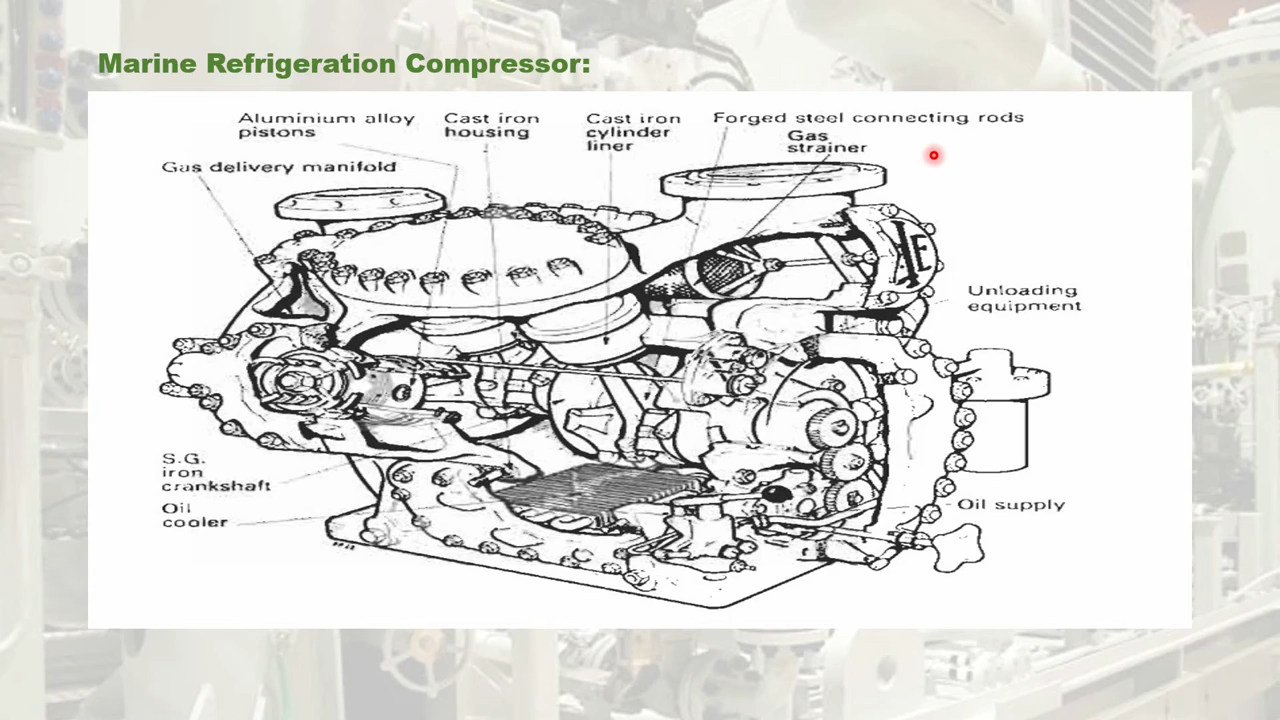 Marine Refrigeration Compressor:
Aluminium alloy
pistons
Cast iron
housing
Cast iron
cylinder
liner
Forged steel connecting rods
Gas
strainer
Gas delivery manifold
Unloading
equipment
S.G.
iron
crankshaft
Oil
cooler
Oil supply